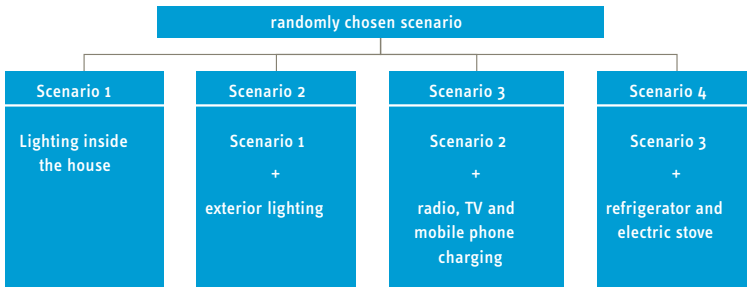 randomly chosen scenario
Scenario 1
Lighting inside
the house
Scenario 2
Scenario 1
+
exterior lighting
Scenario 3
Scenario 2
+
radio, TV and
mobile phone
charging
Scenario 4
Scenario 3
+
refrigerator and
electric stove